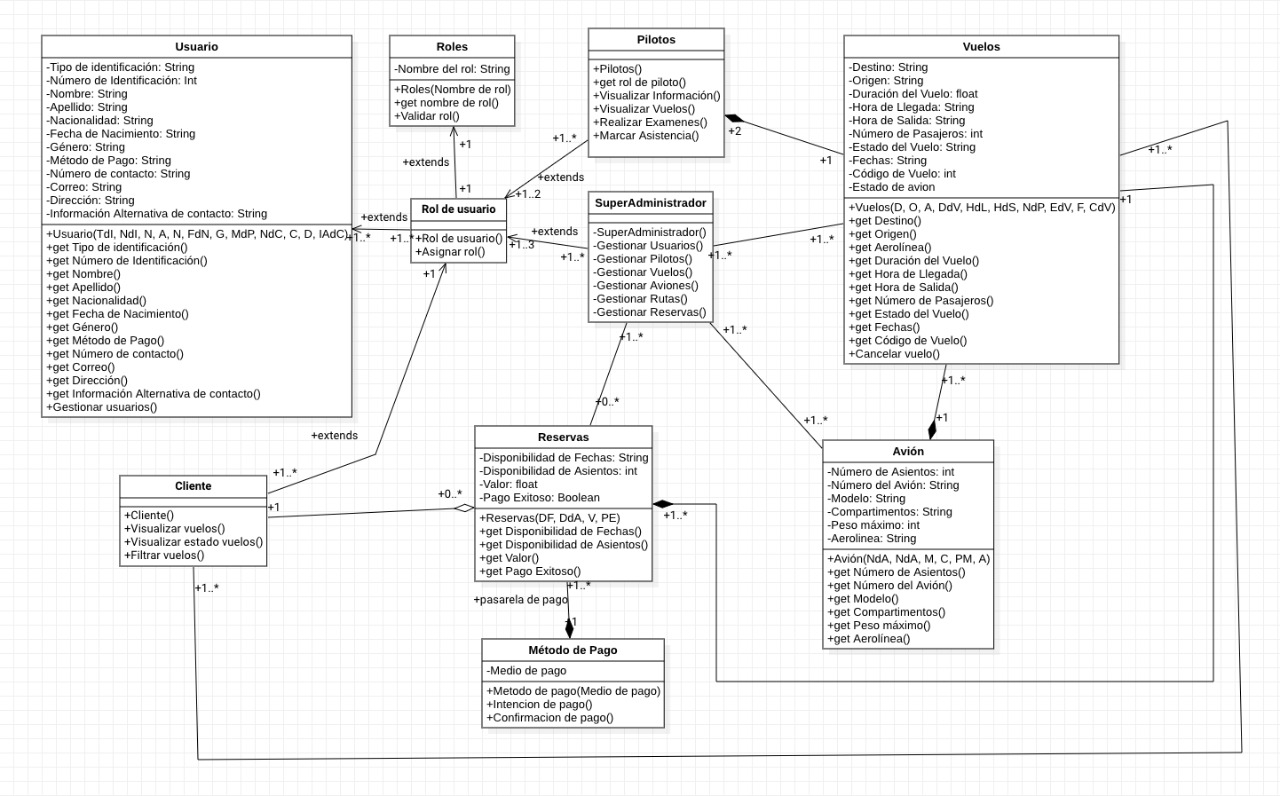 Usuario
-Tipo de identificación: String
-Número de Identificación: Int
-Nombre: String
-Apellido: String
-Nacionalidad: String
-Fecha de Nacimiento: String
-Género: String
-Método de Pago: String
-Número de contacto: String
-Correo: String
-Dirección: String
-Información Alternativa de contacto: String
+Usuario(TdI, NdI, N, A, N, FdN, G, MdP, NdC, C, D, IAdC)
+get Tipo de identificación()
+get Número de Identificación()
+get Nombre()
+get Apellido()
+get Nacionalidad()
+get Fecha de Nacimiento()
+get Género()
+get Método de Pago()
+get Número de contacto()
+get Correo()
+get Dirección()
+get Información Alternativa de contacto()
+Gestionar usuarios()
Roles
-Nombre del rol: String
+Roles(Nombre de rol)
+get nombre de rol()
+Validar rol()
+1
+extends
+1
Rol de usuario
+Rol de usuario()
+Asignar rol()
+extends
+1..*
+1..*
+1
Pilotos
+Pilotos()
+get rol de piloto()
+Visualizar Información()
+Visualizar Vuelos()
+Realizar Examenes()
+Marcar Asistencia()
+1..*
+extends
+1..2
+2
+1
SuperAdministrador
-SuperAdministrador()
-Gestionar Usuarios()
-Gestionar Pilotos()
-Gestionar Vuelos()
-Gestionar Aviones()
-Gestionar Rutas()
-Gestionar Reservas()
+extends
+1..3
+1..*
+1..*
+1..*
+1..*
+0..*
+1..*
+1..*
Vuelos
-Destino: String
-Origen: String
-Duración del Vuelo: float
-Hora de Llegada: String
-Hora de Salida: String
-Número de Pasajeros: int
-Estado del Vuelo: String
-Fechas: String
-Código de Vuelo: int
-Estado de avion
+Vuelos(D, O, A, DdV, HdL, HdS, NdP, EdV, F, CdV)
+get Destino()
+get Origen()
+get Aerolínea()
+get Duración del Vuelo()
+get Hora de Llegada()
+get Hora de Salida()
+get Número de Pasajeros()
+get Estado del Vuelo()
+get Fechas()
+get Código de Vuelo()
+Cancelar vuelo()
+1..*
+1
+1..*
+1
Cliente
+Cliente()
+Visualizar vuelos()
+Visualizar estado vuelos()
+Filtrar vuelos()
+extends
+1..*
+1
+0..*
+1..*
Reservas
-Disponibilidad de Fechas: String
-Disponibilidad de Asientos: int
-Valor: float
-Pago Exitoso: Boolean
+Reservas(DF, DdA, V, PE)
+get Disponibilidad de Fechas()
+get Disponibilidad de Asientos()
+get Valor()
+get Pago Exitoso()
+1..*
+1..*
+pasarela de pago
+1
Método de Pago
-Medio de pago
+Metodo de pago(Medio de pago)
+Intencion de pago()
+Confirmacion de pago()
Avión
-Número de Asientos: int
-Número del Avión: String
-Modelo: String
-Compartimentos: String
-Peso máximo: int
-Aerolinea: String
+Avión(NdA, NdA, M, C, PM, A)
+get Número de Asientos()
+get Número del Avión()
+get Modelo()
+get Compartimentos()
+get Peso máximo()
+get Aerolínea()